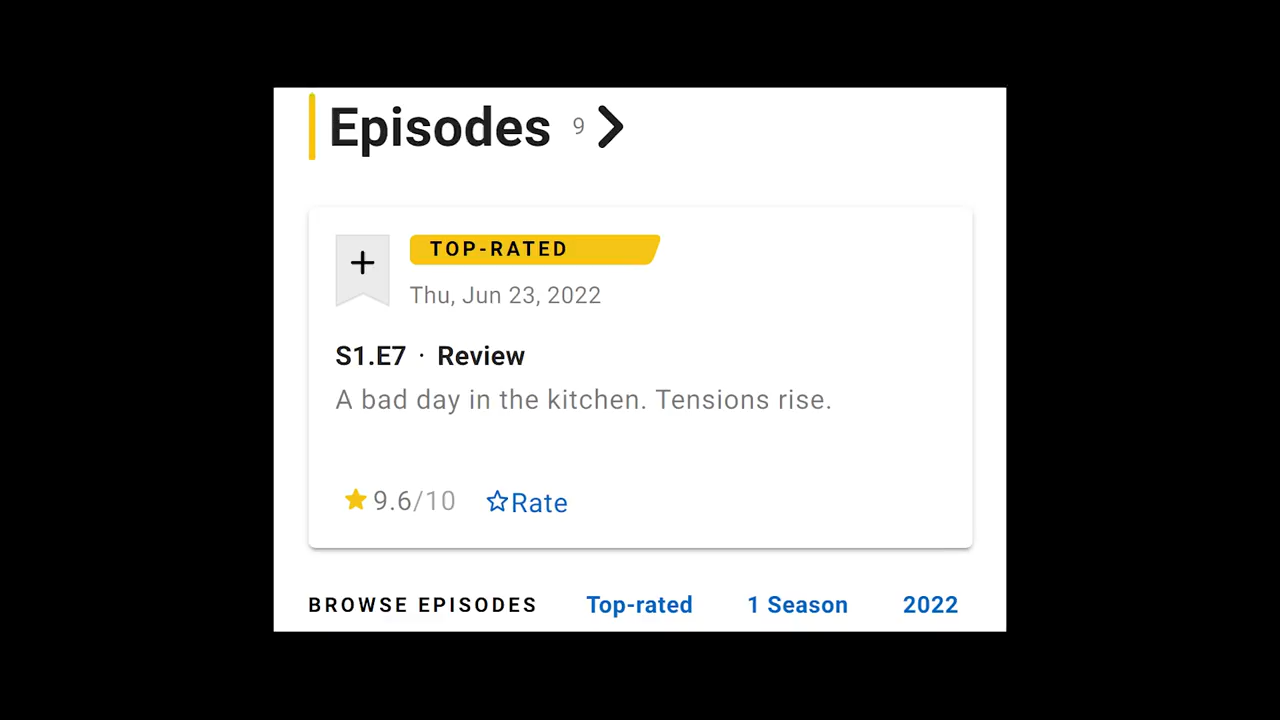 Episodes 9
TOP-RATED
Thu, Jun 23, 2022
S1.E7 · Review
A bad day in the kitchen. Tensions rise.
9.6/10 Rate
BROWSE EPISODES Top-rated 1 Season 2022